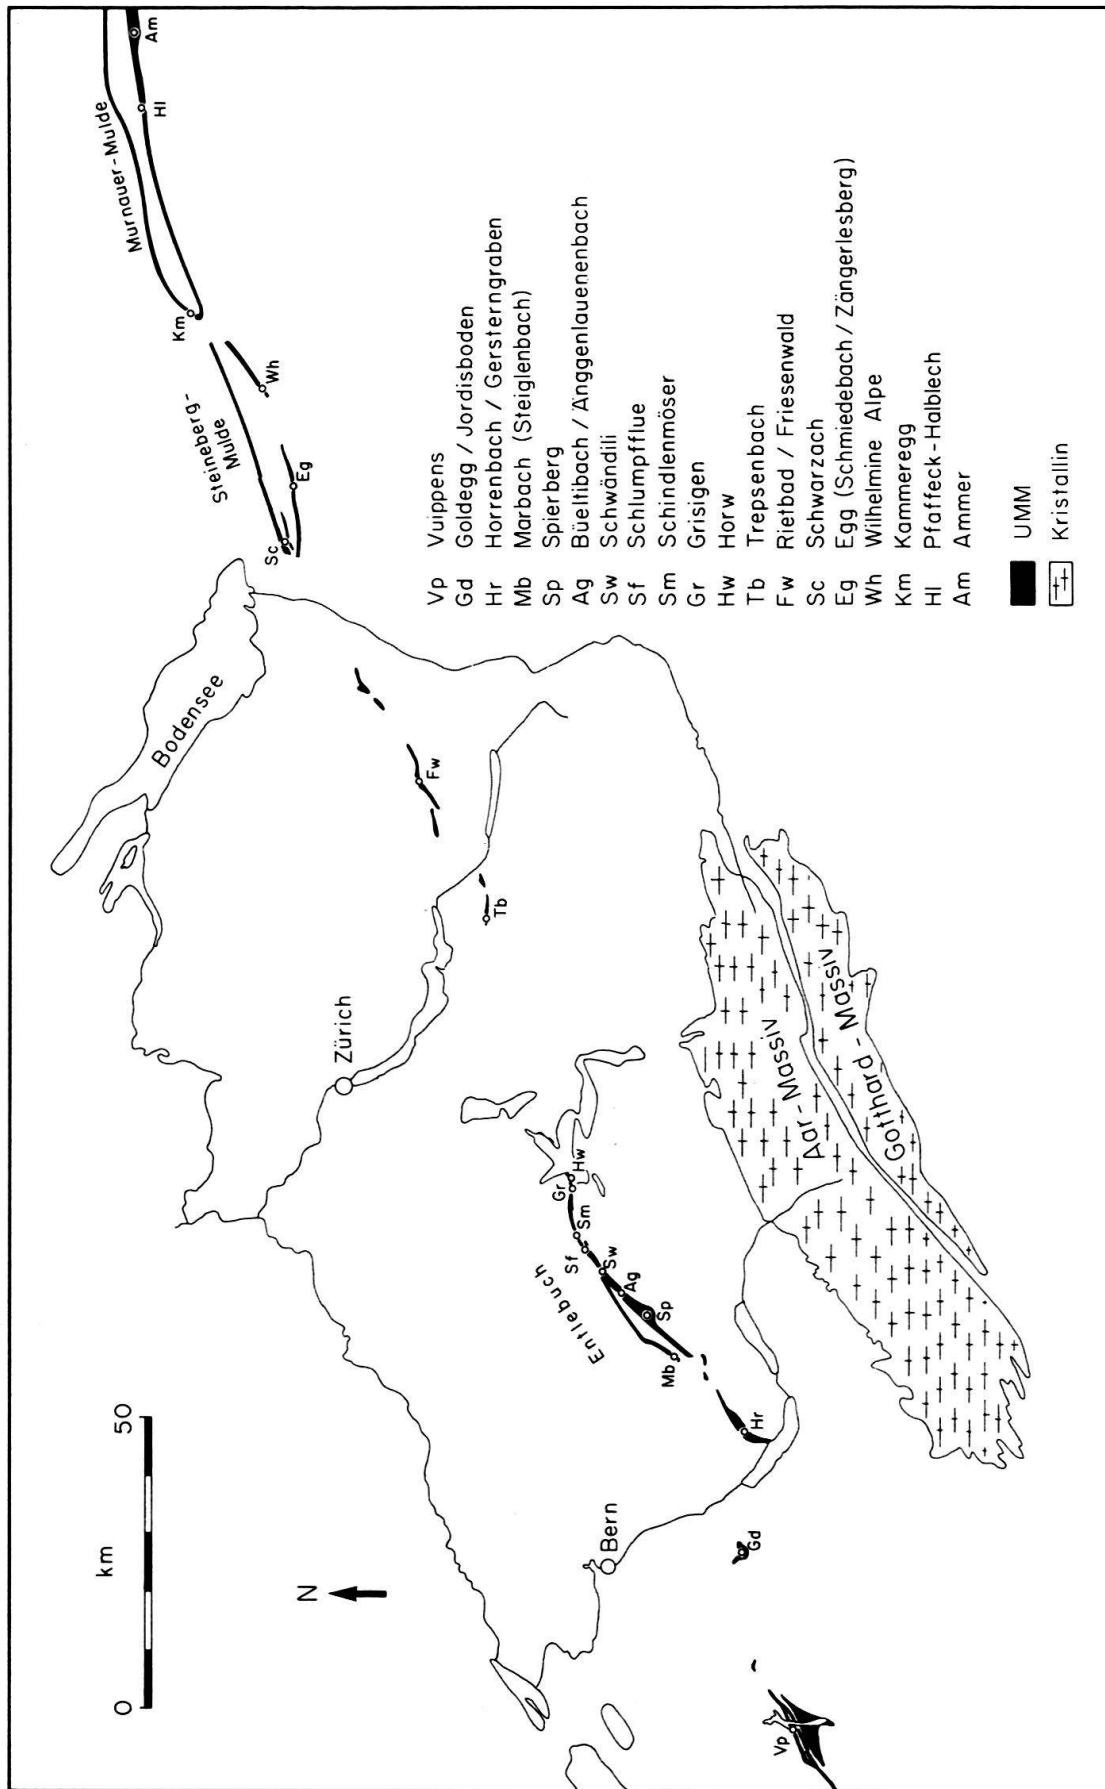 0
km
50
N
Bodensee
Zürich
Bern
Steineberg-
Mulde
Murnauer-Mulde
Entlebuch
Aar-Massiv
Gotthard-Massiv
Vp
Gd
Hr
Mb
Sp
Ag
Sw
Sf
Sm
Gr
Hw
Tb
Fw
Sc
Eg
Wh
Km
Hl
Am
Vp Vuippens
Gd Goldegg / Jordisboden
Hr Horrenbach / Gersterngraben
Mb Marbach (Steiglenbach)
Sp Spierberg
Ag Büeltibach / Änggenlauenenbach
Sw Schwändili
Sf Schlumpfflue
Sm Schindlenmöser
Gr Grisigen
Hw Horw
Tb Trepsenbach
Fw Rietbad / Friesenwald
Sc Schwarzach
Eg Egg (Schmiedebach / Zängerlesberg)
Wh Wilhelmine Alpe
Km Kammeregg
Hl Pfaffeck-Halblech
Am Ammer
UMM
Kristallin